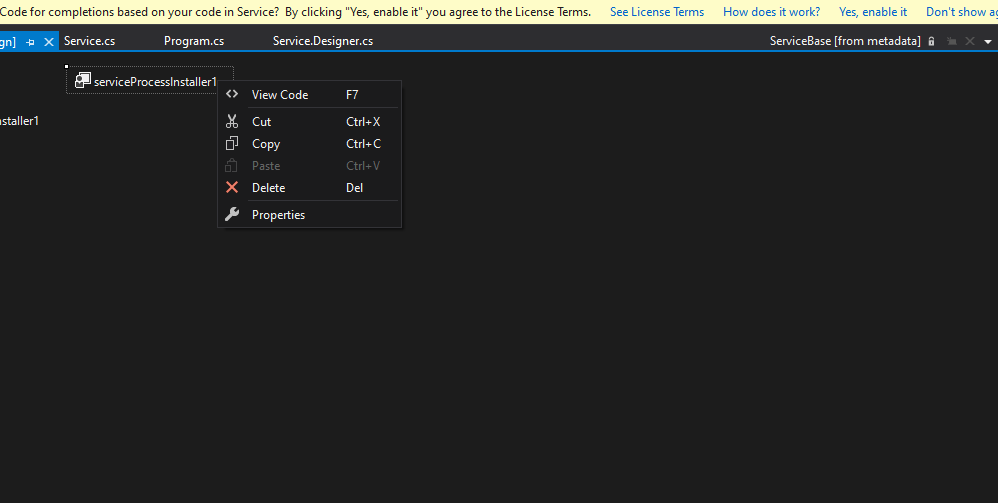 Code for completions based on your code in Service? By clicking "Yes, enable it" you agree to the License Terms. See License Terms How does it work? Yes, enable it Don't show
gn] Service.cs Program.cs Service.Designer.cs ServiceBase [from metadata]
serviceProcessInstaller1
View Code F7
staller1
Cut Ctrl+X
Copy Ctrl+C
Paste Ctrl+V
Delete Del
Properties